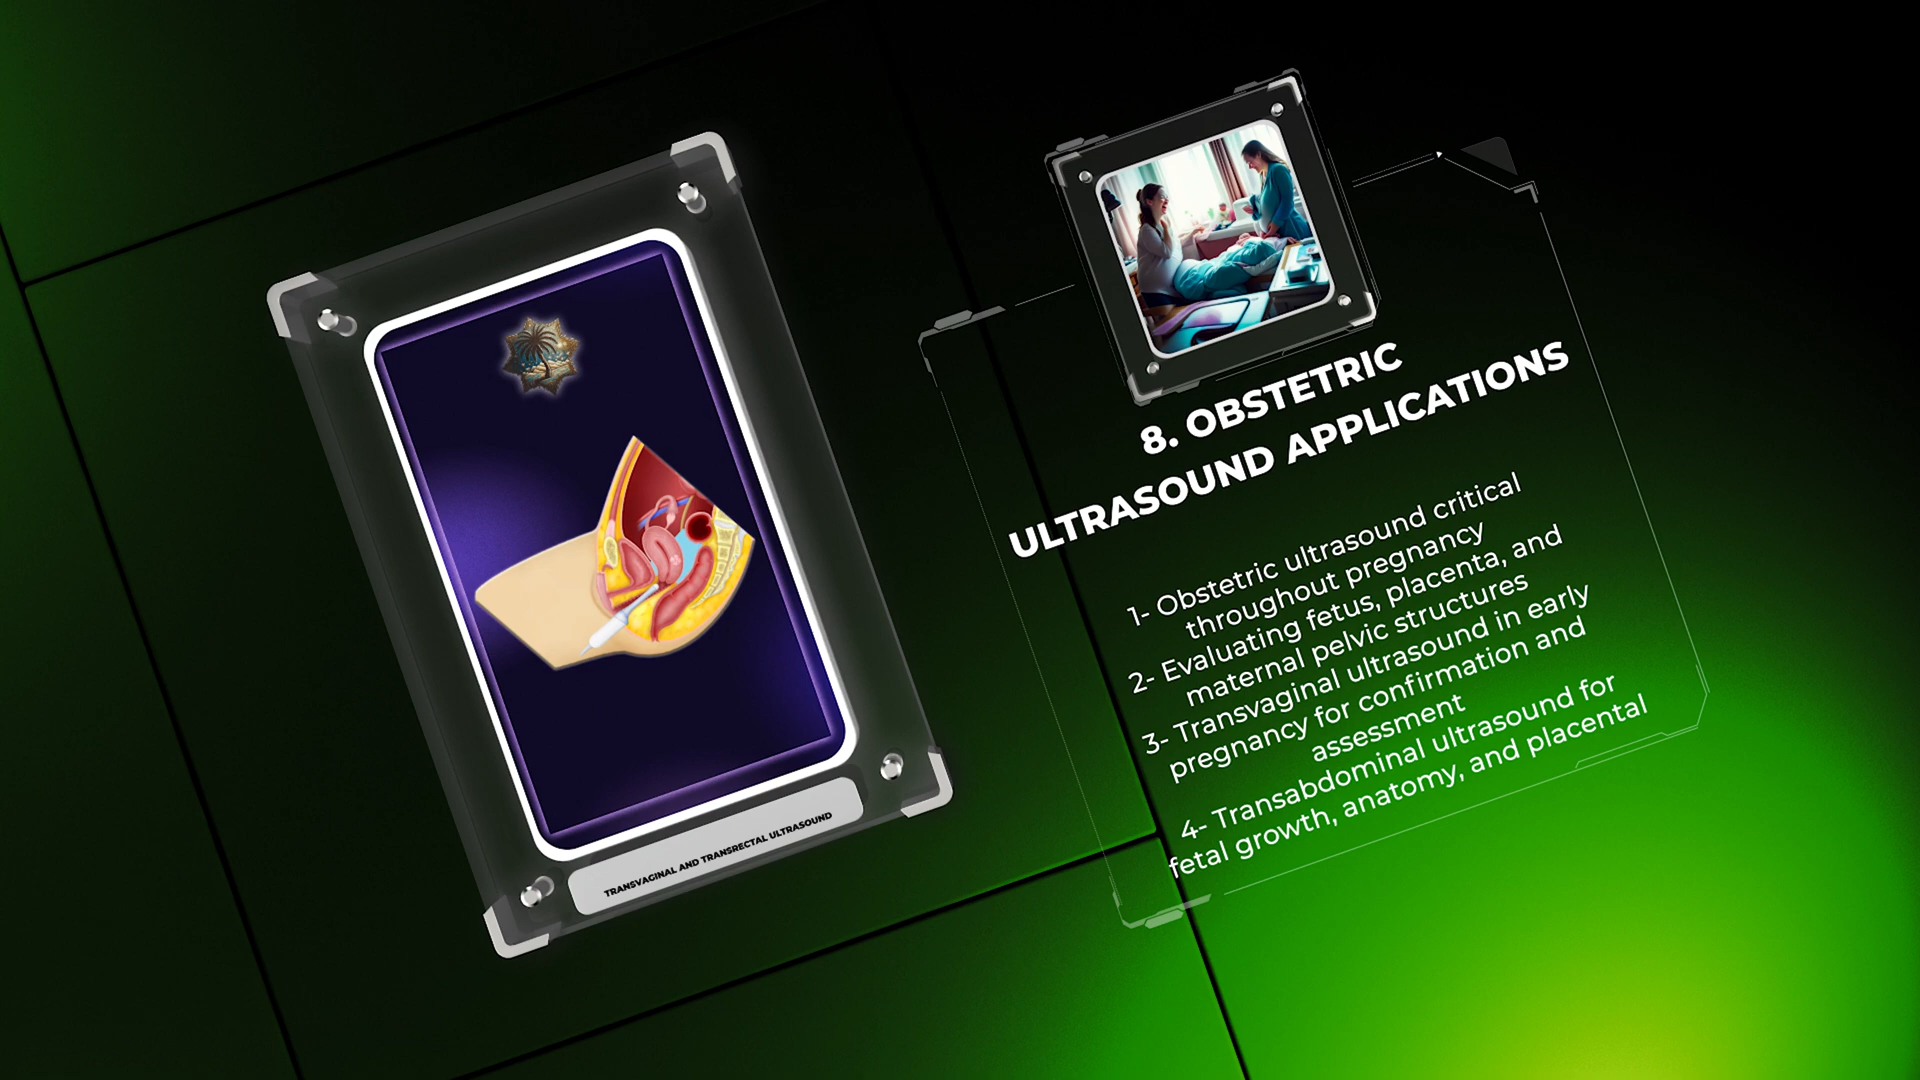 8. OBSTETRIC
ULTRASOUND APPLICATIONS
1- Obstetric ultrasound critical
throughout pregnancy
2- Evaluating fetus, placenta, and
maternal pelvic structures
3- Transvaginal ultrasound in early
pregnancy for confirmation and
assessment
4- Transabdominal ultrasound for
fetal growth, anatomy, and placental
TRANSVAGINAL AND TRANSRECTAL ULTRASOUND